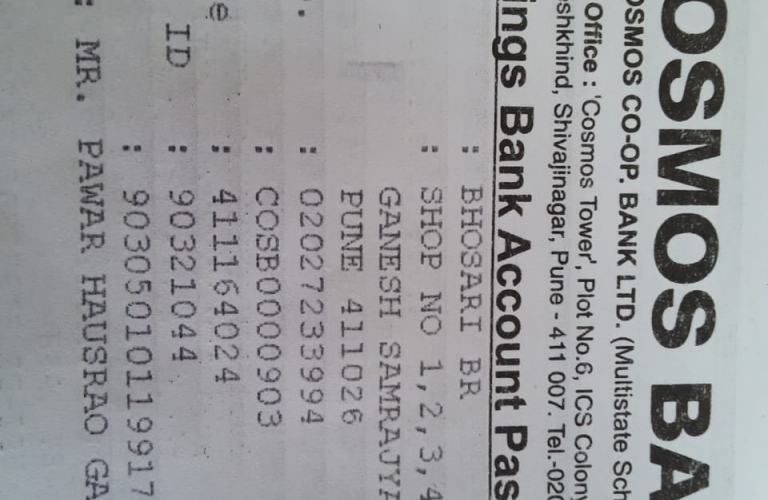 OSMOS BA
OSMOS CO-OP. BANK LTD. (Multistate Sch
Office : 'Cosmos Tower', Plot No.6, ICS Colony
eshkhind, Shivajinagar, Pune - 411 007. Tel.-020
ings Bank Account Pas
: BHOSARI BR
: SHOP NO 1,2,3,4
GANESH SAMRAJYA
PUNE 411026
. : 02027233994
: COSB0000903
e : 411164024
ID : 90321044
: 90305010119917
: MR. PAWAR HAUSRAO GA